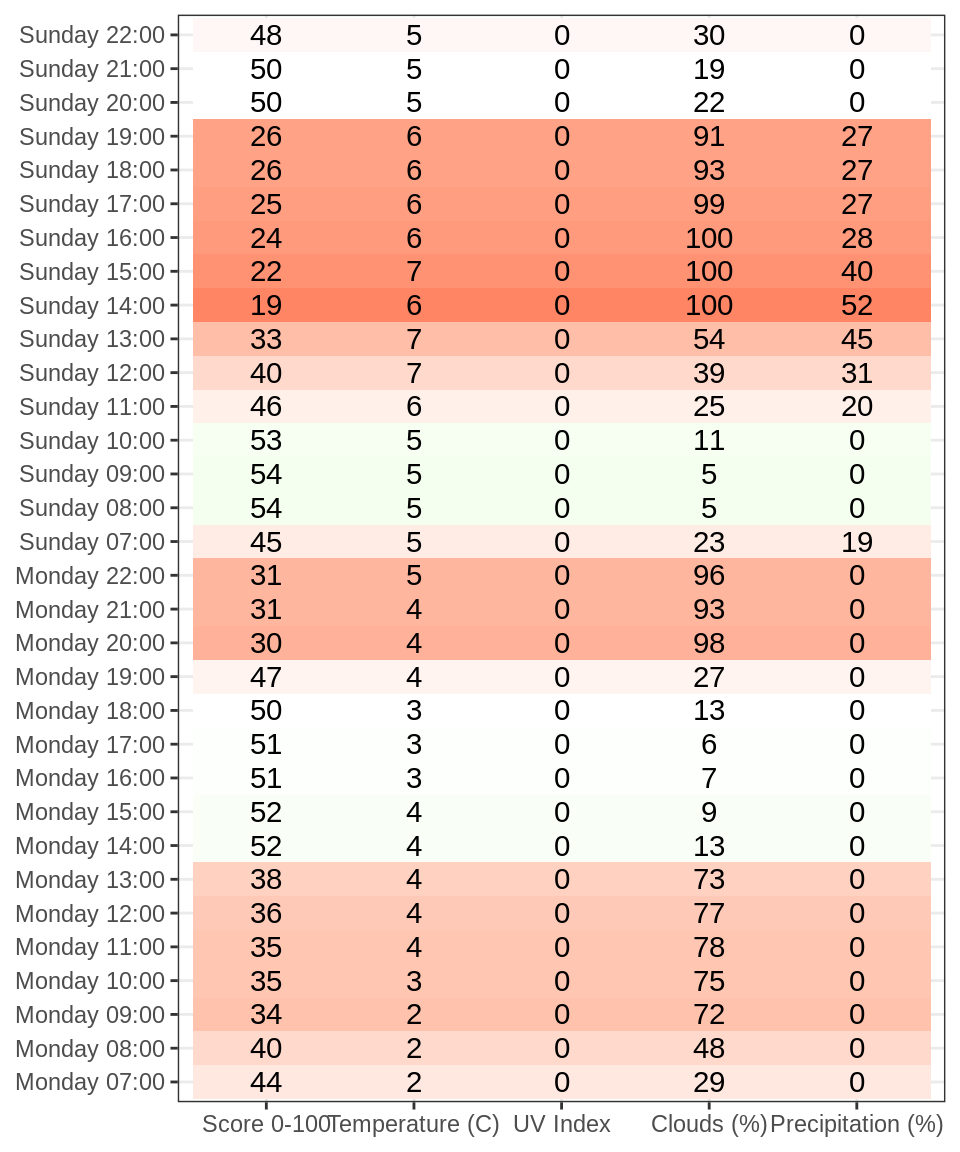 Sunday 22:00 48 5 0 30 0
Sunday 21:00 50 5 0 19 0
Sunday 20:00 50 5 0 22 0
Sunday 19:00 26 6 0 91 27
Sunday 18:00 26 6 0 93 27
Sunday 17:00 25 6 0 99 27
Sunday 16:00 24 6 0 100 28
Sunday 15:00 22 7 0 100 40
Sunday 14:00 19 6 0 100 52
Sunday 13:00 33 7 0 54 45
Sunday 12:00 40 7 0 39 31
Sunday 11:00 46 6 0 25 20
Sunday 10:00 53 5 0 11 0
Sunday 09:00 54 5 0 5 0
Sunday 08:00 54 5 0 5 0
Sunday 07:00 45 5 0 23 19
Monday 22:00 31 5 0 96 0
Monday 21:00 31 4 0 93 0
Monday 20:00 30 4 0 98 0
Monday 19:00 47 4 0 27 0
Monday 18:00 50 3 0 13 0
Monday 17:00 51 3 0 6 0
Monday 16:00 51 3 0 7 0
Monday 15:00 52 4 0 9 0
Monday 14:00 52 4 0 13 0
Monday 13:00 38 4 0 73 0
Monday 12:00 36 4 0 77 0
Monday 11:00 35 4 0 78 0
Monday 10:00 35 3 0 75 0
Monday 09:00 34 2 0 72 0
Monday 08:00 40 2 0 48 0
Monday 07:00 44 2 0 29 0
Score 0-100 Temperature (C) UV Index Clouds (%) Precipitation (%)